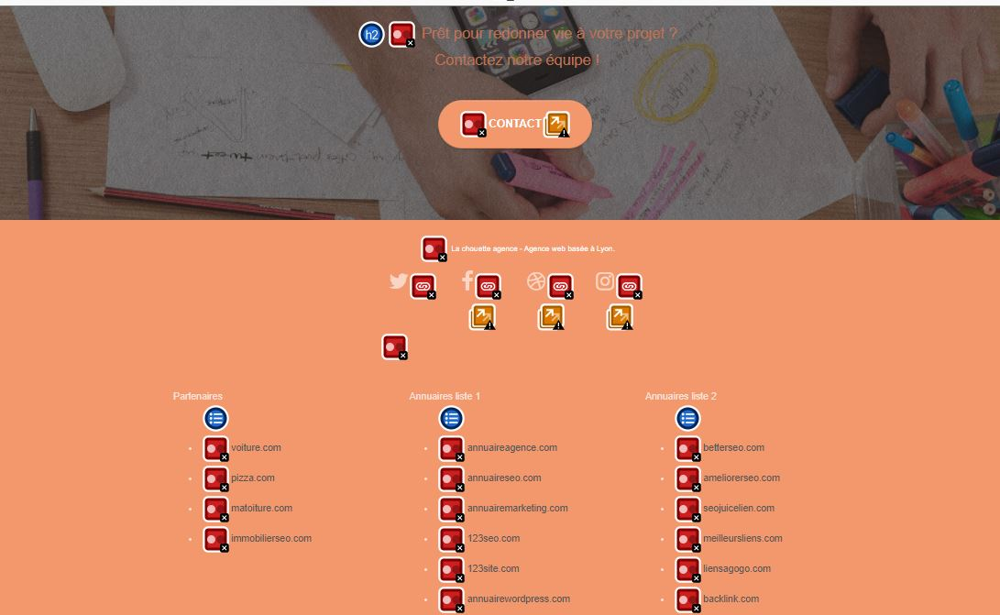 h2 Prêt pour redonner vie à votre projet ?
Contactez notre équipe !
CONTACT
La chouette agence - Agence web basée à Lyon.
Partenaires
voiture.com
pizza.com
matoiture.com
immobilierseo.com
Annuaires liste 1
annuaireagence.com
annuaireseo.com
annuairemarketing.com
123seo.com
123site.com
annuairewordpress.com
Annuaires liste 2
betterseo.com
ameliorerseo.com
seojuicelien.com
meilleursliens.com
liensagogo.com
backlink.com